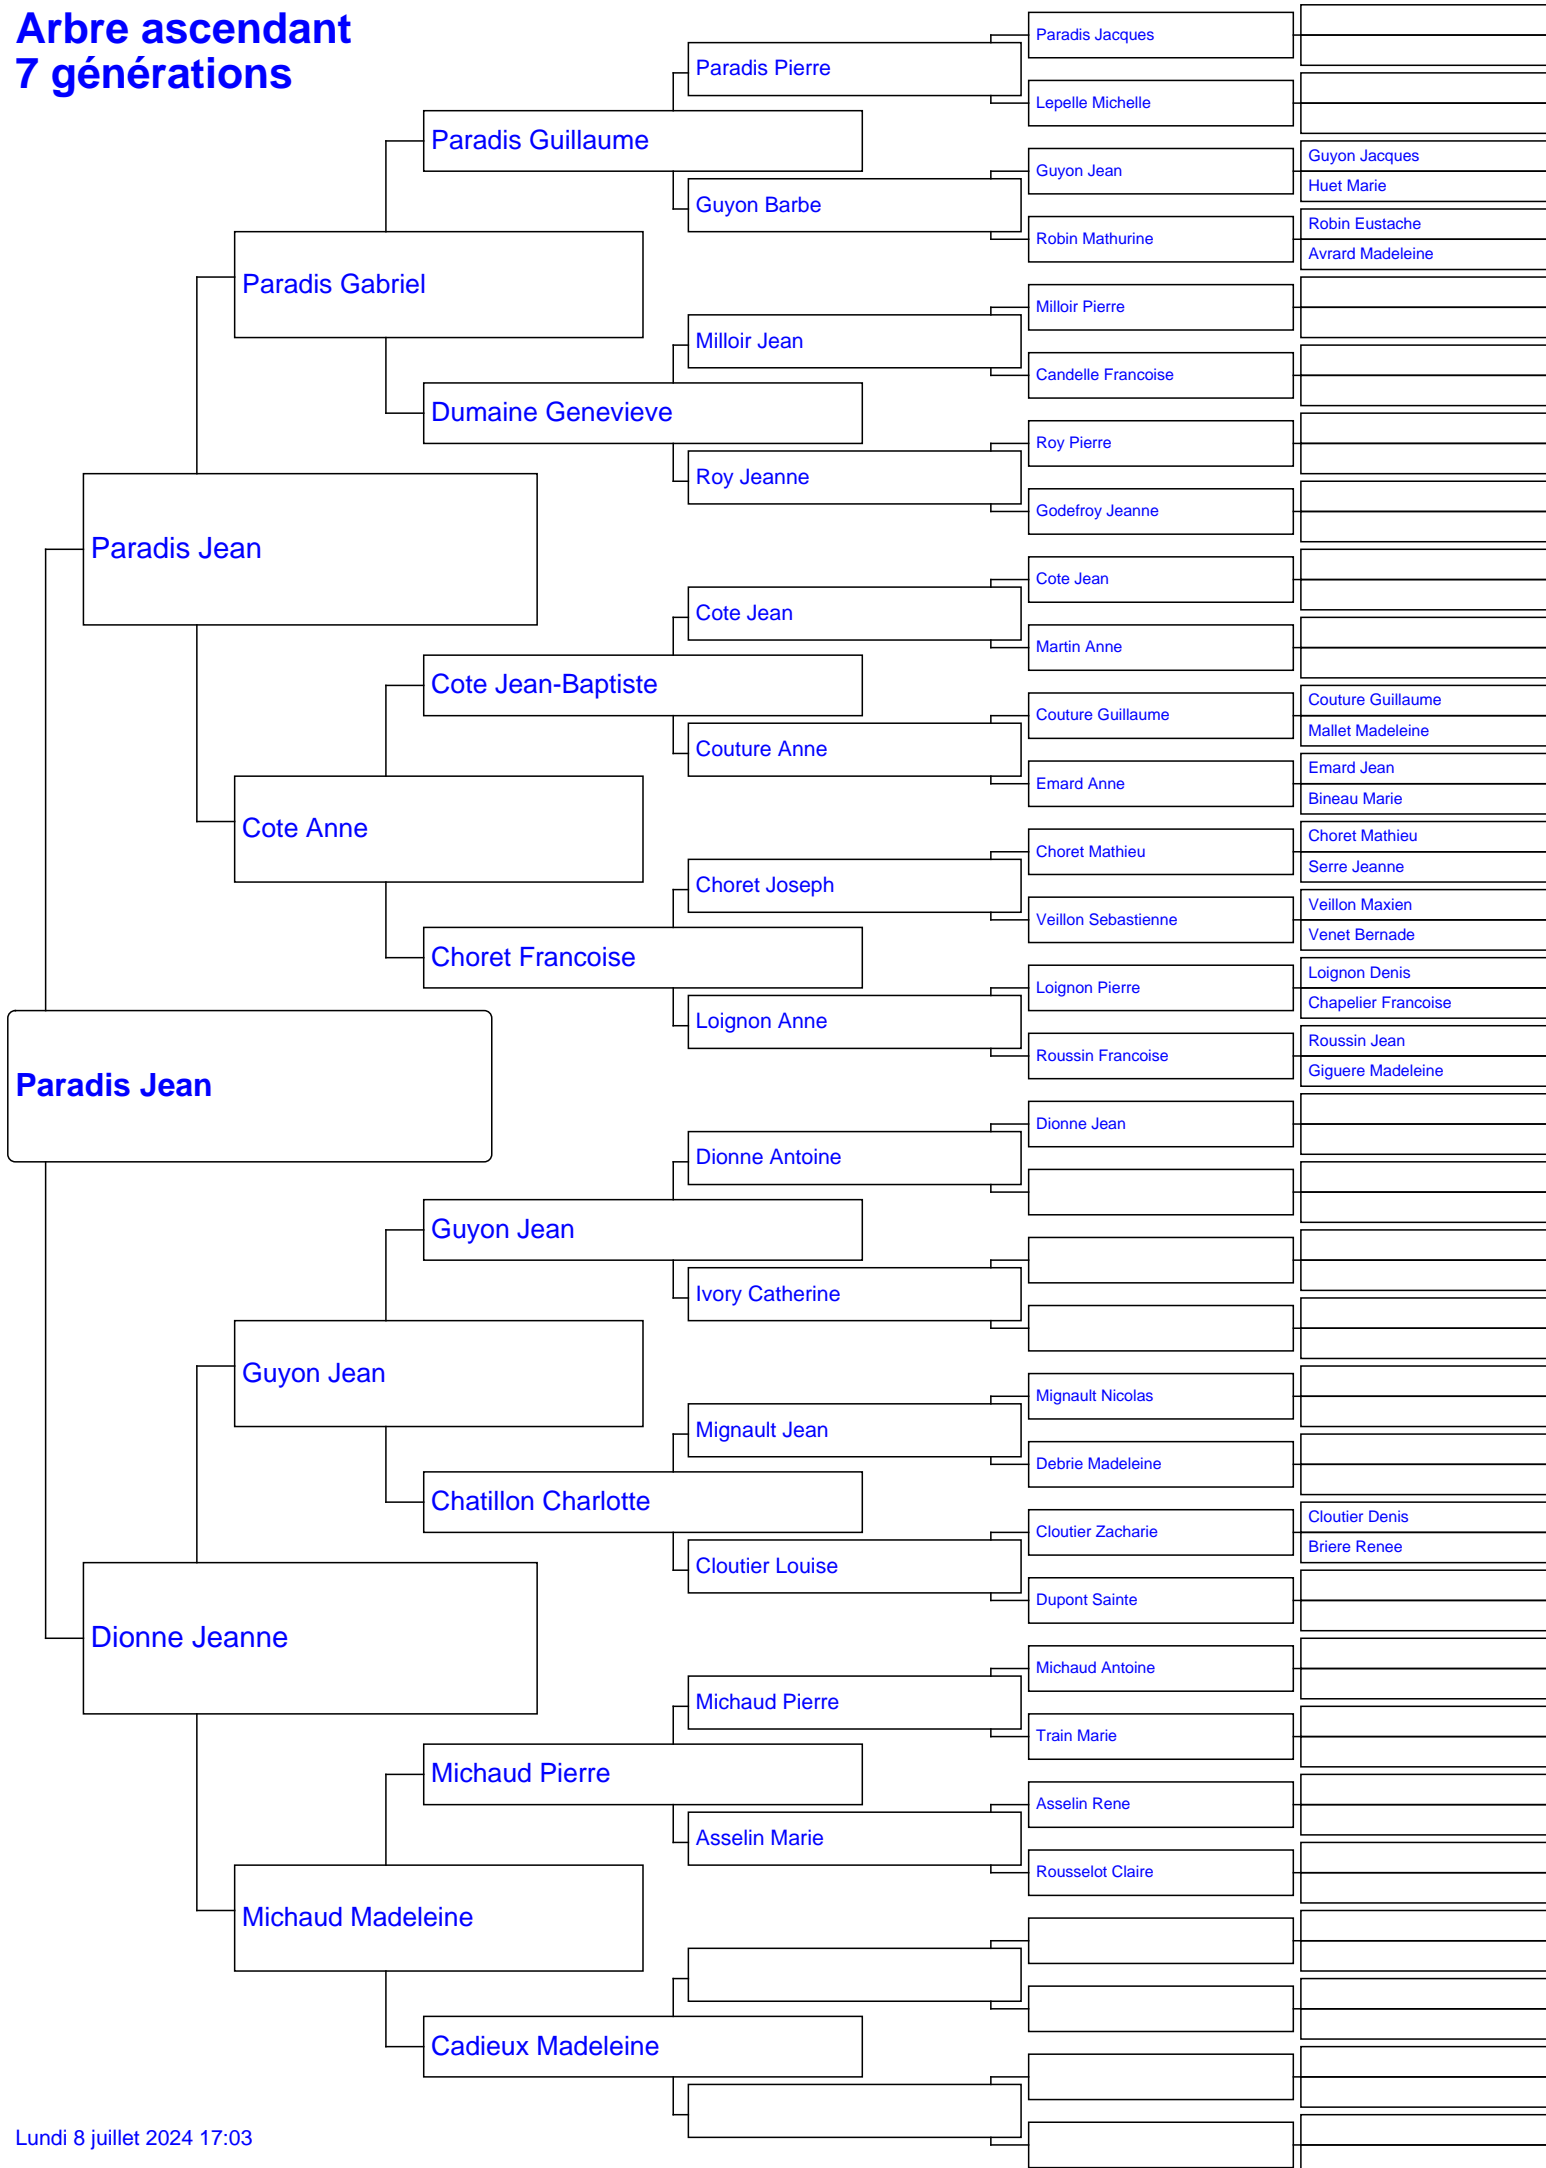 Arbre ascendant
7 générations
Paradis Jean
Paradis Jean
Dionne Jeanne
Paradis Gabriel
Cote Anne
Guyon Jean
Michaud Madeleine
Paradis Guillaume
Dumaine Genevieve
Cote Jean-Baptiste
Choret Francoise
Guyon Jean
Chatillon Charlotte
Michaud Pierre
Cadieux Madeleine
Paradis Pierre
Guyon Barbe
Milloir Jean
Roy Jeanne
Cote Jean
Couture Anne
Choret Joseph
Loignon Anne
Dionne Antoine
Ivory Catherine
Mignault Jean
Cloutier Louise
Michaud Pierre
Asselin Marie
Paradis Jacques
Lepelle Michelle
Guyon Jean
Robin Mathurine
Milloir Pierre
Candelle Francoise
Roy Pierre
Godefroy Jeanne
Cote Jean
Martin Anne
Couture Guillaume
Emard Anne
Choret Mathieu
Veillon Sebastienne
Loignon Pierre
Roussin Francoise
Dionne Jean
Mignault Nicolas
Debrie Madeleine
Cloutier Zacharie
Dupont Sainte
Michaud Antoine
Train Marie
Asselin Rene
Rousselot Claire
Guyon Jacques
Huet Marie
Robin Eustache
Avrard Madeleine
Couture Guillaume
Mallet Madeleine
Emard Jean
Bineau Marie
Choret Mathieu
Serre Jeanne
Veillon Maxien
Venet Bernade
Loignon Denis
Chapelier Francoise
Roussin Jean
Giguere Madeleine
Cloutier Denis
Briere Renee
Lundi 8 juillet 2024 17:03